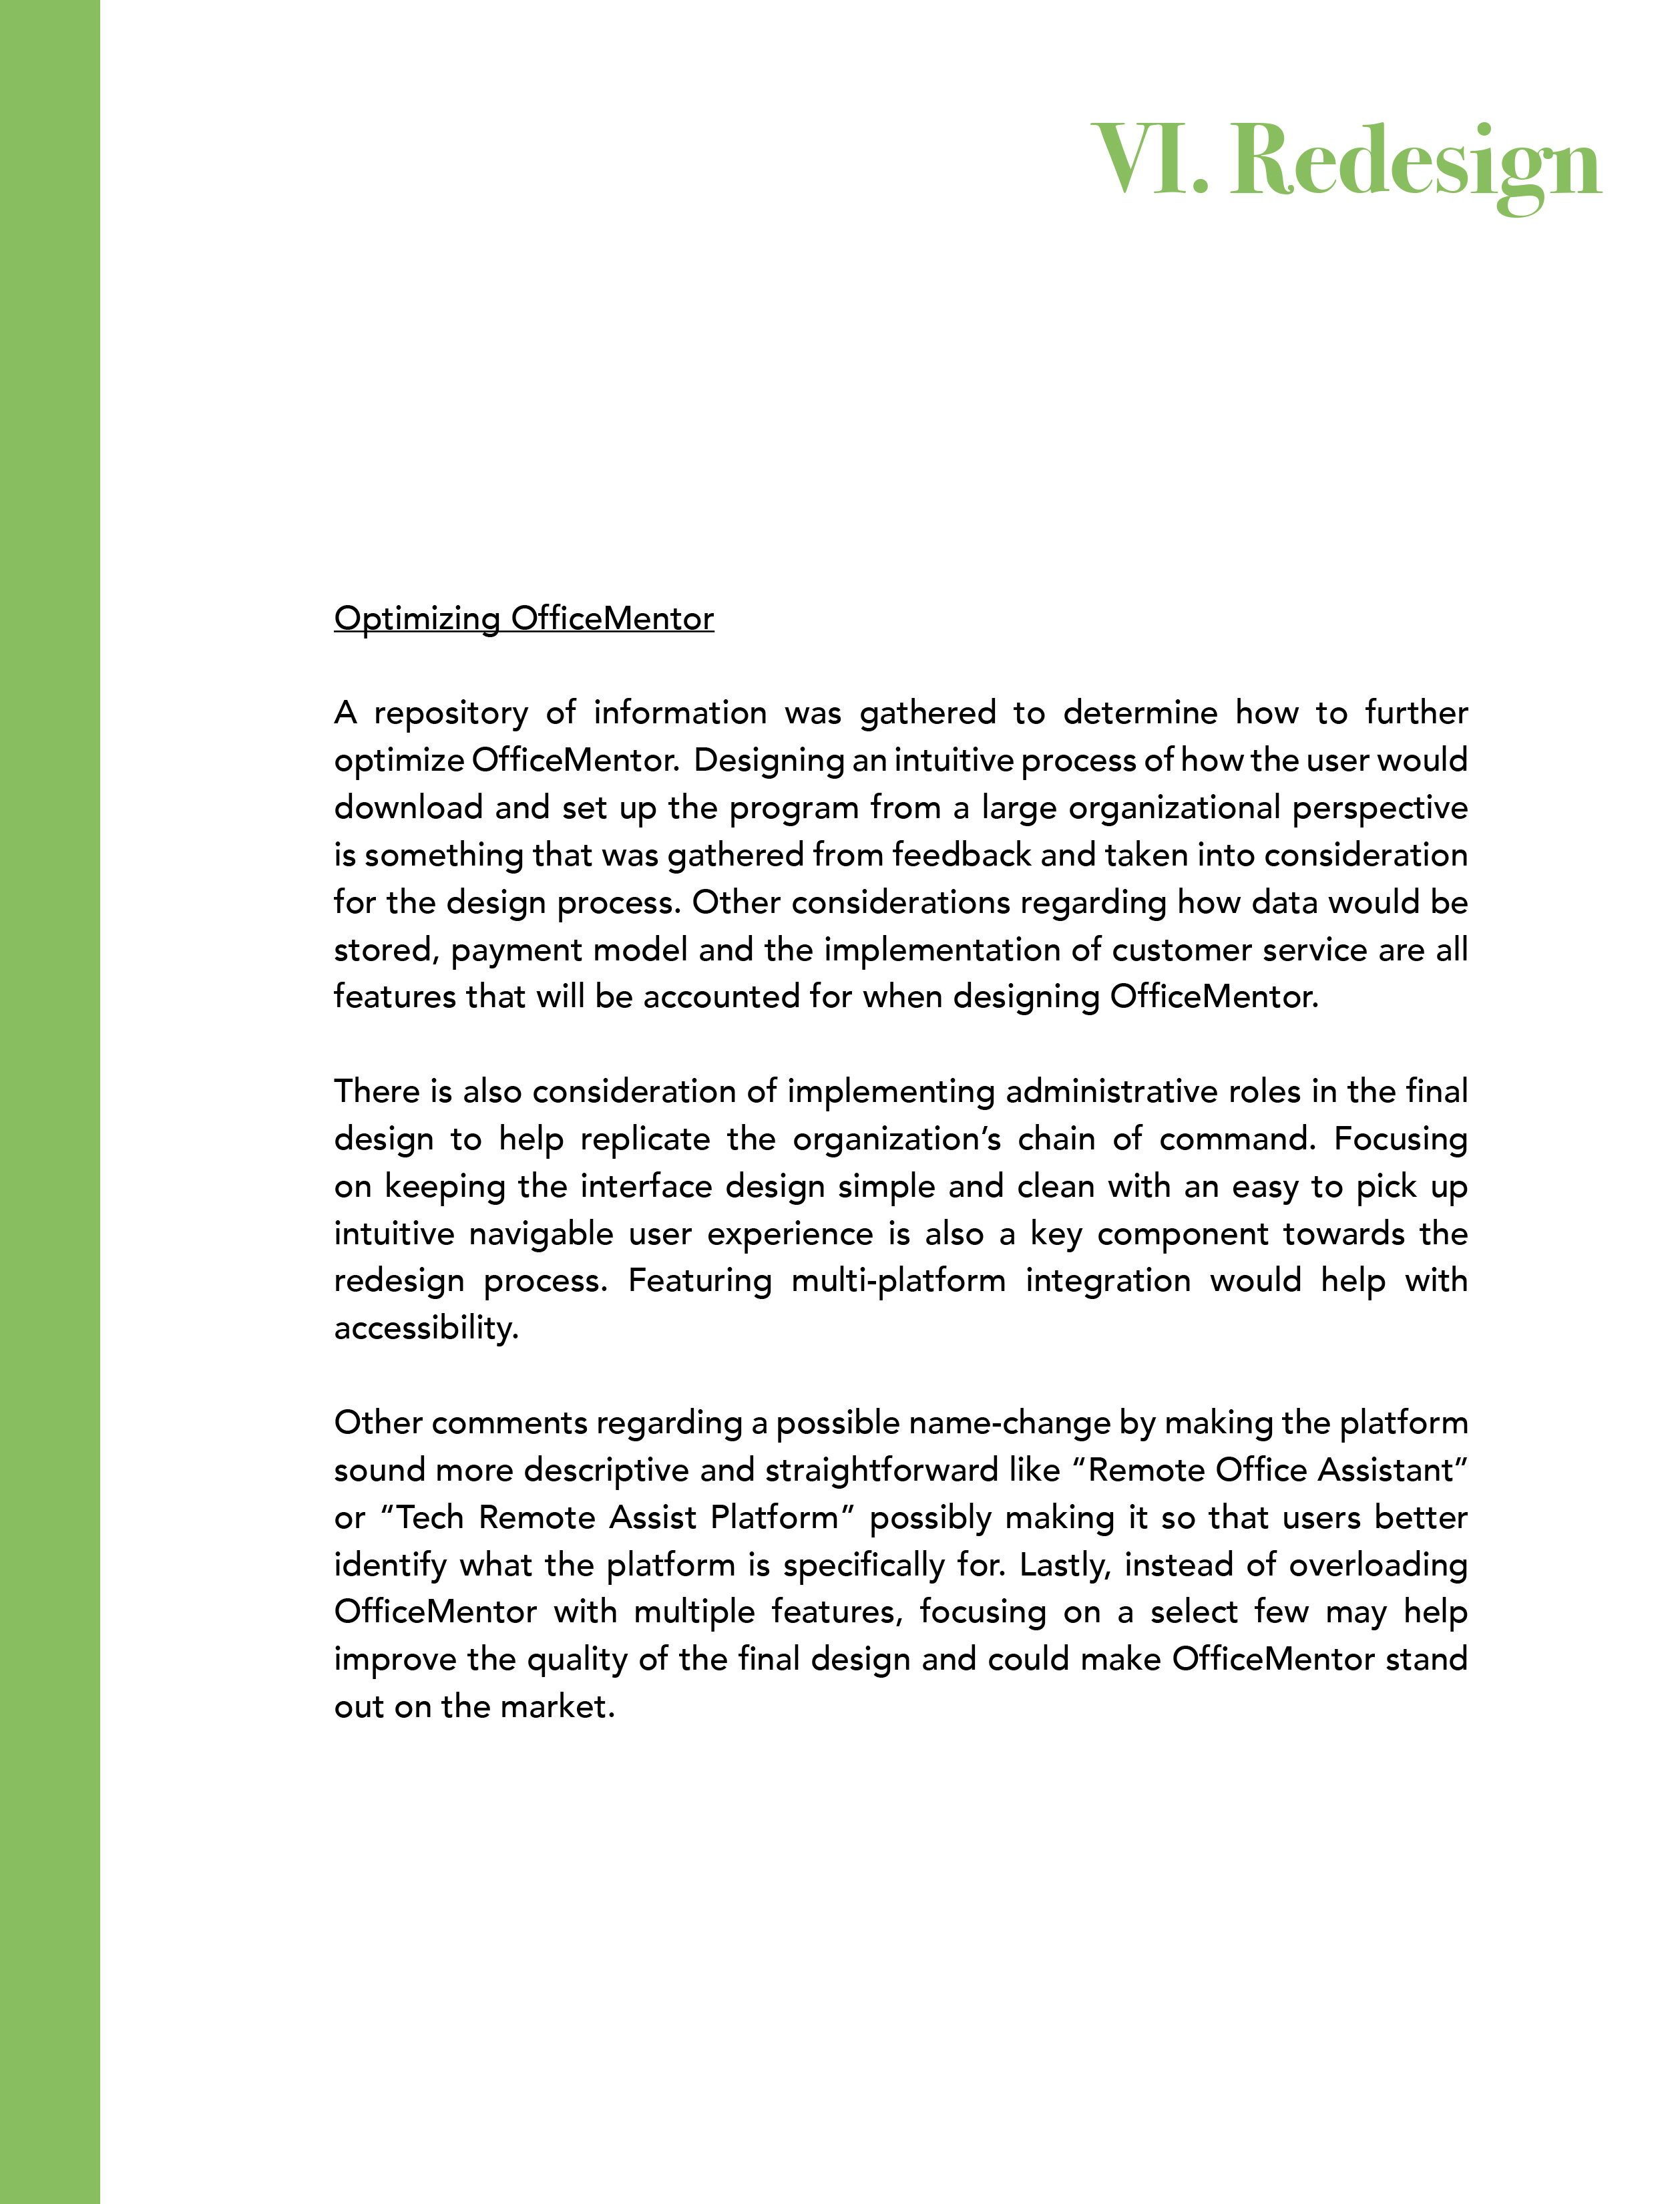 VI. Redesign
Optimizing OfficeMentor
A repository of information was gathered to determine how to further
optimize OfficeMentor.  Designing an intuitive process of how the user would
download and set up the program from a large organizational perspective
is something that was gathered from feedback and taken into consideration
for the design process. Other considerations regarding how data would be
stored, payment model and the implementation of customer service are all
features that will be accounted for when designing OfficeMentor.
There is also consideration of implementing administrative roles in the final
design to help replicate the organization’s chain of command. Focusing
on keeping the interface design simple and clean with an easy to pick up
intuitive navigable user experience is also a key component towards the
redesign process. Featuring multi-platform integration would help with
accessibility.
Other comments regarding a possible name-change by making the platform
sound more descriptive and straightforward like “Remote Office Assistant”
or “Tech Remote Assist Platform” possibly making it so that users better
identify what the platform is specifically for. Lastly, instead of overloading
OfficeMentor with multiple features, focusing on a select few may help
improve the quality of the final design and could make OfficeMentor stand
out on the market.